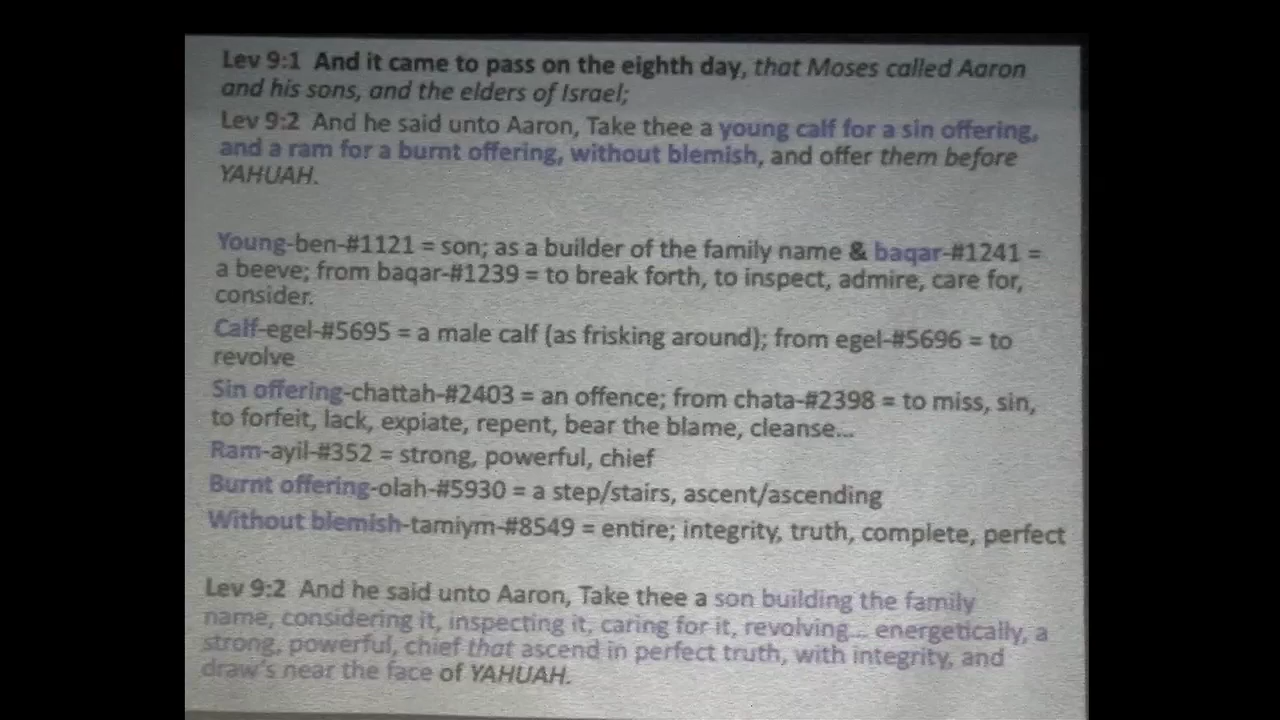 Lev 9:1 And it came to pass on the eighth day, that Moses called Aaron
and his sons, and the elders of Israel;
Lev 9:2 And he said unto Aaron, Take thee a young calf for a sin offering,
and a ram for a burnt offering, without blemish, and offer them before
YAHUAH.
Young-ben-#1121 = son; as a builder of the family name & baqar-#1241 =
a beeve; from baqar-#1239 = to break forth, to inspect, admire, care for,
consider.
Calf-egel-#5695 = a male calf (as frisking around); from egel-#5696 = to
revolve
Sin offering-chattah-#2403 = an offence; from chata-#2398 = to miss, sin,
to forfeit, lack, expiate, repent, bear the blame, cleanse...
Ram-ayil-#352 = strong, powerful, chief
Burnt offering-olah-#5930 = a step/stairs, ascent/ascending
Without blemish-tamiym-#8549 = entire; integrity, truth, complete, perfect
Lev 9:2 And he said unto Aaron, Take thee a son building the family
name, considering it, inspecting it, caring for it, revolving... energetically, a
strong, powerful, chief that ascend in perfect truth, with integrity, and
draw's near the face of YAHUAH.